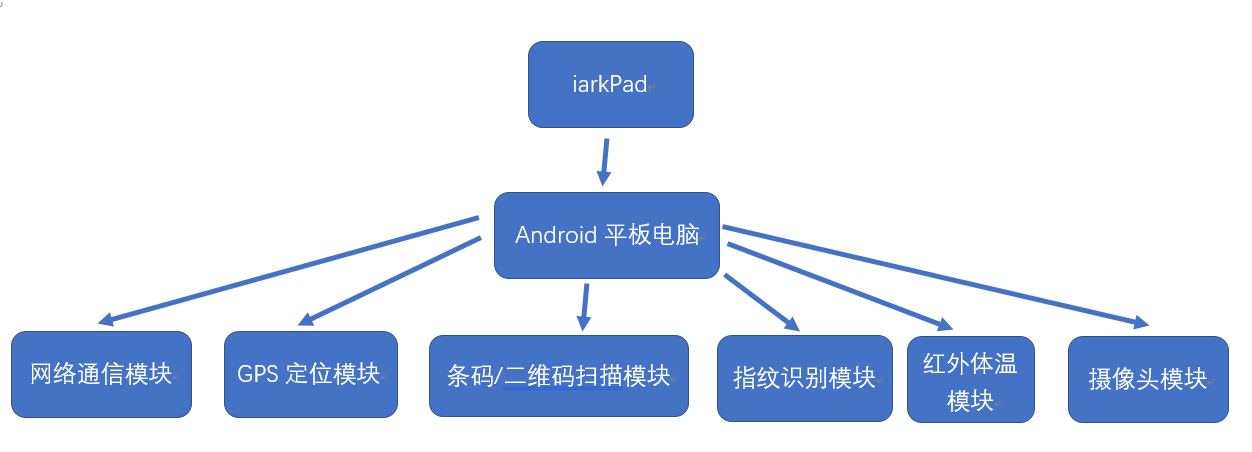 iarkPad
Android 平板电脑
网络通信模块
GPS 定位模块
条码/二维码扫描模块
指纹识别模块
红外体温
模块
摄像头模块